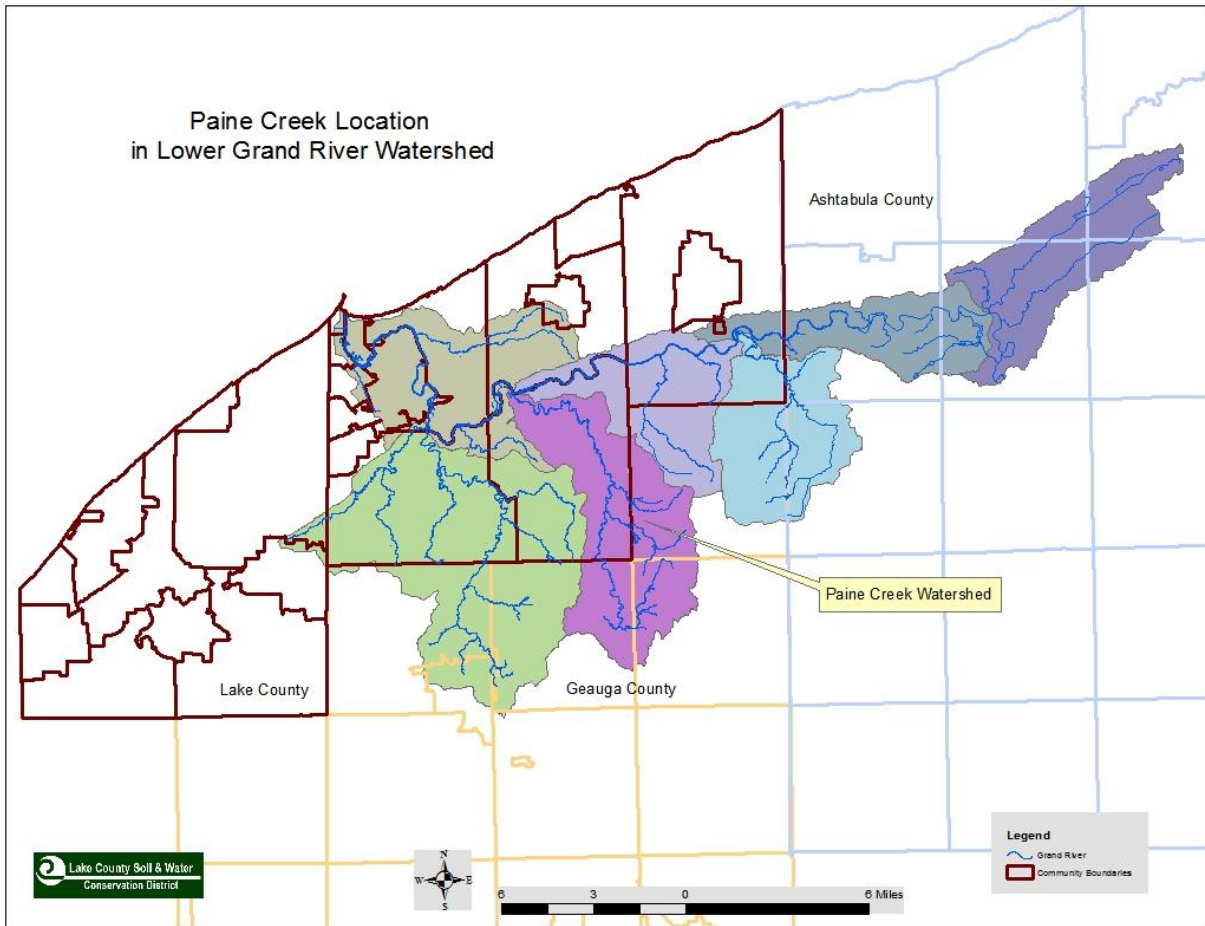 Paine Creek Location
in Lower Grand River Watershed
Ashtabula County
Paine Creek Watershed
Lake County
Geauga County
Lake County Soil & Water
Conservation District
N
W E
S
6 3 0 6 Miles
Legend
Grand River
Community Boundaries